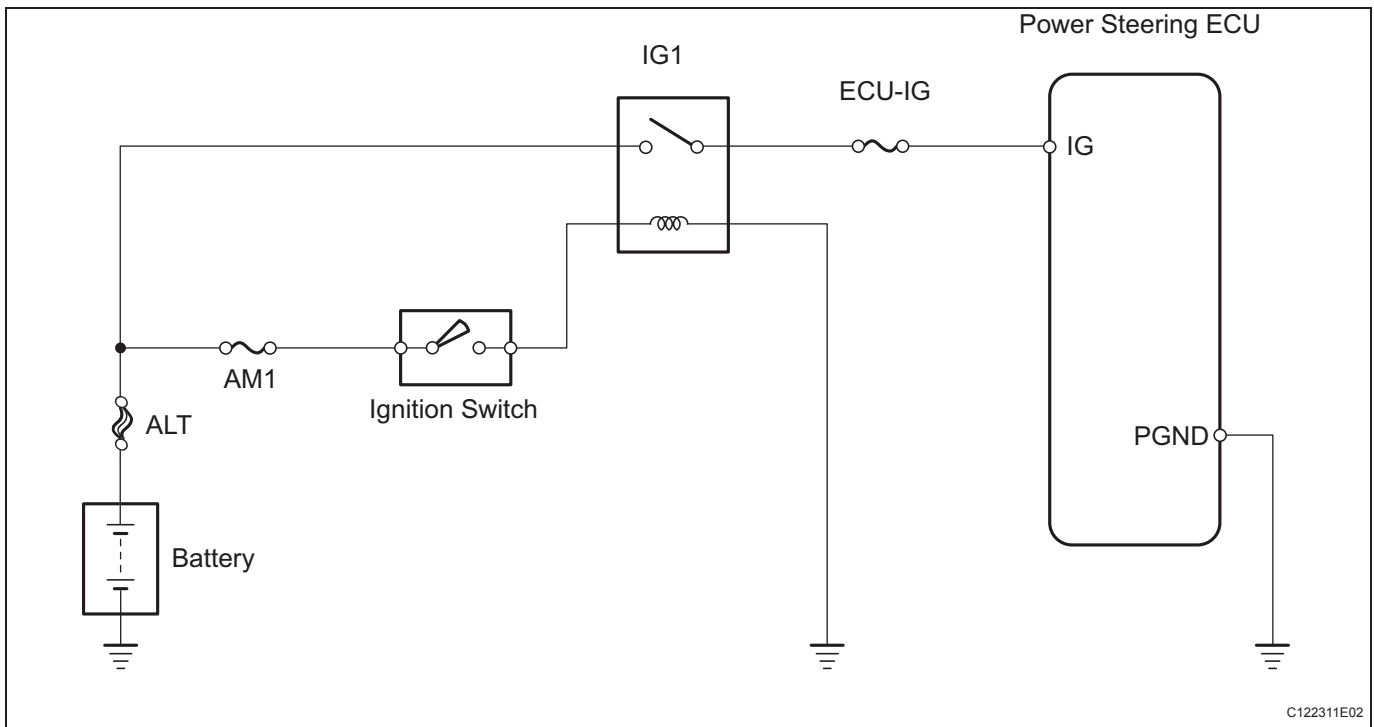 Power Steering ECU
IG1
ECU-IG
IG
AM1
Ignition Switch
ALT
PGND
Battery
C122311E02